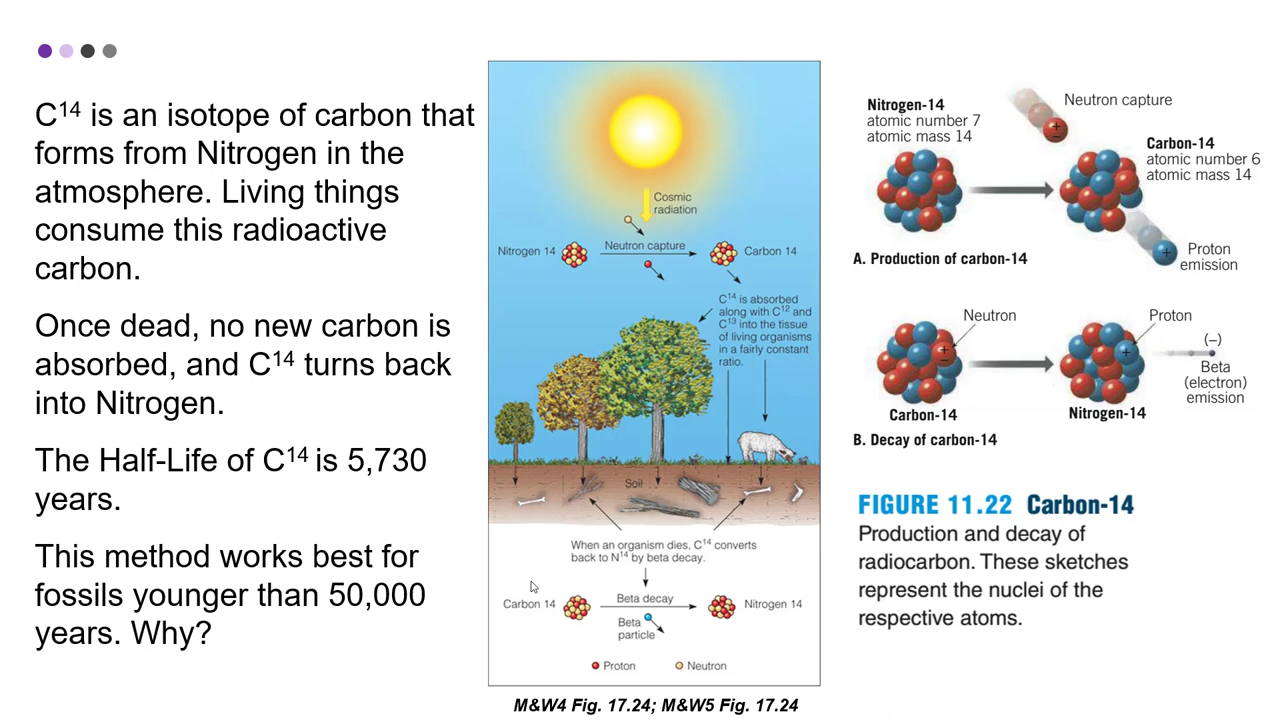 C¹⁴ is an isotope of carbon that
forms from Nitrogen in the
atmosphere. Living things
consume this radioactive
carbon.
Once dead, no new carbon is
absorbed, and C¹⁴ turns back
into Nitrogen.
The Half-Life of C¹⁴ is 5,730
years.
This method works best for
fossils younger than 50,000
years. Why?
Cosmic
radiation
Nitrogen 14
Neutron capture
Carbon 14
C¹⁴ is absorbed
along with C¹² and
C¹³ into the tissue
of living organisms
in a fairly constant
ratio.
Soil
When an organism dies, C¹⁴ converts
back to N¹⁴ by beta decay.
Carbon 14
Beta decay
Nitrogen 14
Beta
particle
Proton
Neutron
M&W4 Fig. 17.24; M&W5 Fig. 17.24
Nitrogen-14
atomic number 7
atomic mass 14
Neutron capture
+
−
Carbon-14
atomic number 6
atomic mass 14
+
Proton
emission
A. Production of carbon-14
Neutron
+
−
Carbon-14
Proton
+
(–)
Beta
(electron)
emission
Nitrogen-14
B. Decay of carbon-14
FIGURE 11.22 Carbon-14
Production and decay of
radiocarbon. These sketches
represent the nuclei of the
respective atoms.